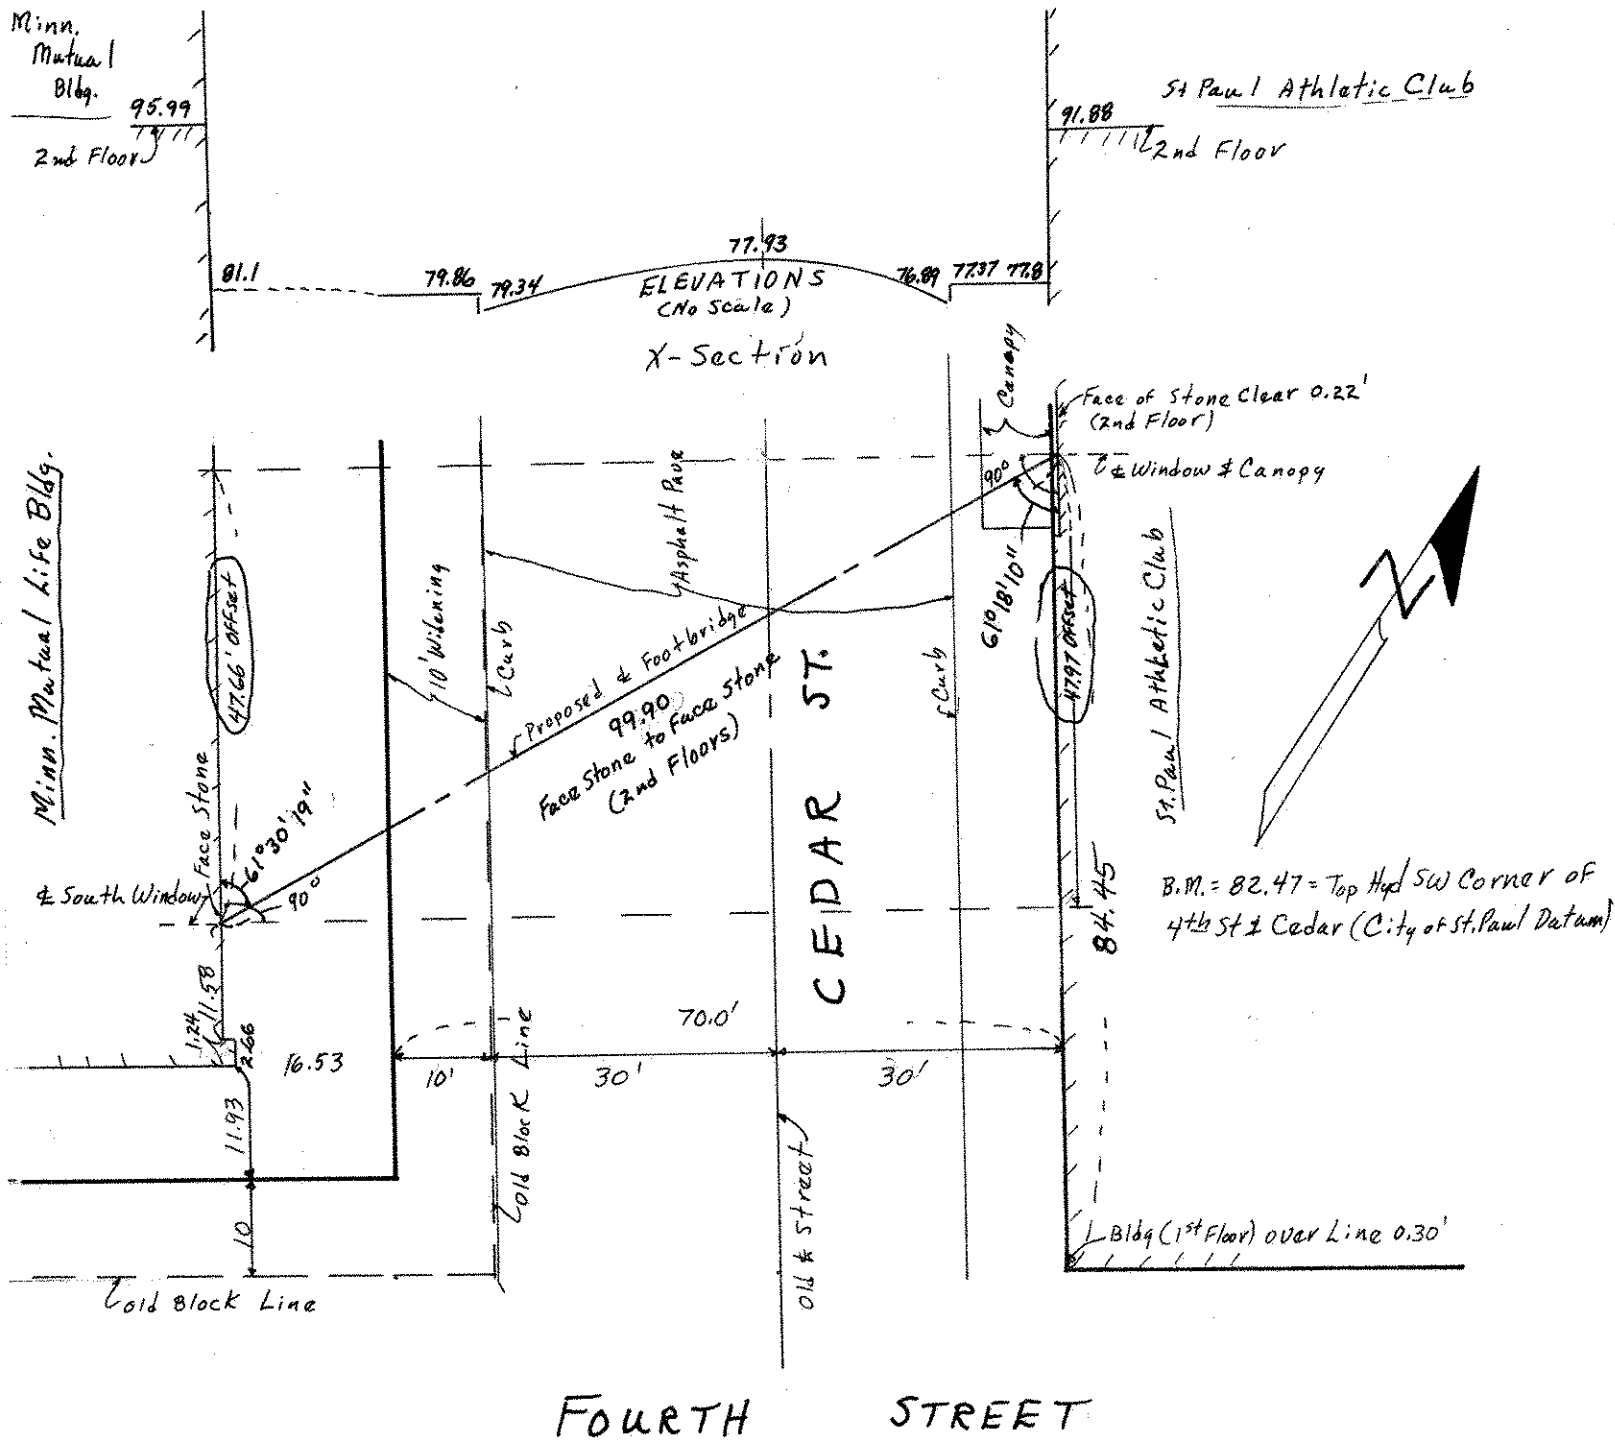 Minn.
Mutual
Bldg.
95.99
2nd Floor
St Paul Athletic Club
91.88
2nd Floor
81.1
79.86
79.34
77.93
76.89
77.37
77.8
ELEVATIONS
(No Scale)
X-Section
Canopy
Face of Stone Clear 0.22'
(2nd Floor)
90°
℄ Window & Canopy
Minn. Mutual Life Bldg.
47.66' Offset
10' Widening
Curb
Asphalt Pave
Proposed ℄ Footbridge
99.90
Face Stone to Face Stone
(2nd Floors)
CEDAR ST.
Curb
61°18'10"
47.97 Offset
St. Paul Athletic Club
N
Face Stone
61°30'19"
90°
℄ South Window
84.45
B.M. = 82.47 = Top Hyd SW Corner of
4th St & Cedar (City of St. Paul Datum)
11.58
1.24
2.66
16.53
70.0'
10'
30'
30'
11.93
10
Old Block Line
Old ℄ Street
Bldg (1st Floor) over Line 0.30'
Old Block Line
FOURTH STREET